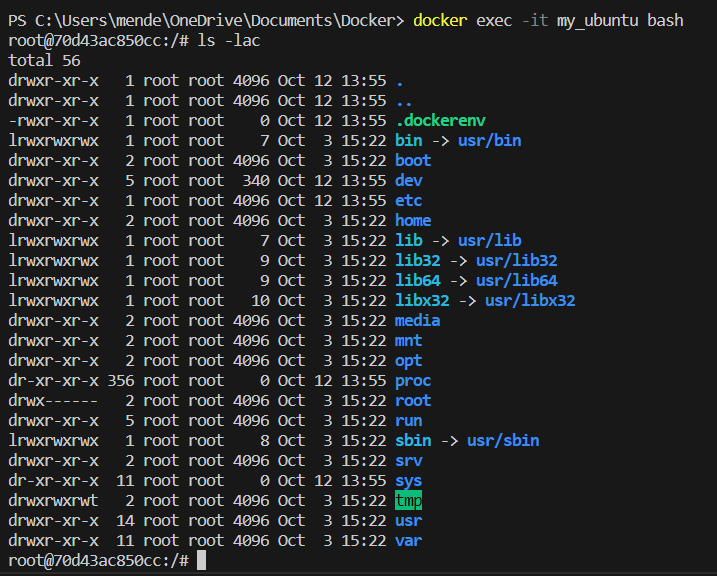 PS C:\Users\mende\OneDrive\Documents\Docker> docker exec -it my_ubuntu bash
root@70d43ac850cc:/# ls -lac
total 56
drwxr-xr-x   1 root root 4096 Oct 12 13:55 .
drwxr-xr-x   1 root root 4096 Oct 12 13:55 ..
-rwxr-xr-x   1 root root    0 Oct 12 13:55 .dockerenv
lrwxrwxrwx   1 root root    7 Oct  3 15:22 bin -> usr/bin
drwxr-xr-x   2 root root 4096 Oct  3 15:22 boot
drwxr-xr-x   5 root root  340 Oct 12 13:55 dev
drwxr-xr-x   1 root root 4096 Oct 12 13:55 etc
drwxr-xr-x   2 root root 4096 Oct  3 15:22 home
lrwxrwxrwx   1 root root    7 Oct  3 15:22 lib -> usr/lib
lrwxrwxrwx   1 root root    9 Oct  3 15:22 lib32 -> usr/lib32
lrwxrwxrwx   1 root root    9 Oct  3 15:22 lib64 -> usr/lib64
lrwxrwxrwx   1 root root   10 Oct  3 15:22 libx32 -> usr/libx32
drwxr-xr-x   2 root root 4096 Oct  3 15:22 media
drwxr-xr-x   2 root root 4096 Oct  3 15:22 mnt
drwxr-xr-x   2 root root 4096 Oct  3 15:22 opt
dr-xr-xr-x 356 root root    0 Oct 12 13:55 proc
drwx------   2 root root 4096 Oct  3 15:22 root
drwxr-xr-x   5 root root 4096 Oct  3 15:22 run
lrwxrwxrwx   1 root root    8 Oct  3 15:22 sbin -> usr/sbin
drwxr-xr-x   2 root root 4096 Oct  3 15:22 srv
dr-xr-xr-x  11 root root    0 Oct 12 13:55 sys
drwxrwxrwt   2 root root 4096 Oct  3 15:22 tmp
drwxr-xr-x  14 root root 4096 Oct  3 15:22 usr
drwxr-xr-x  11 root root 4096 Oct  3 15:22 var
root@70d43ac850cc:/#